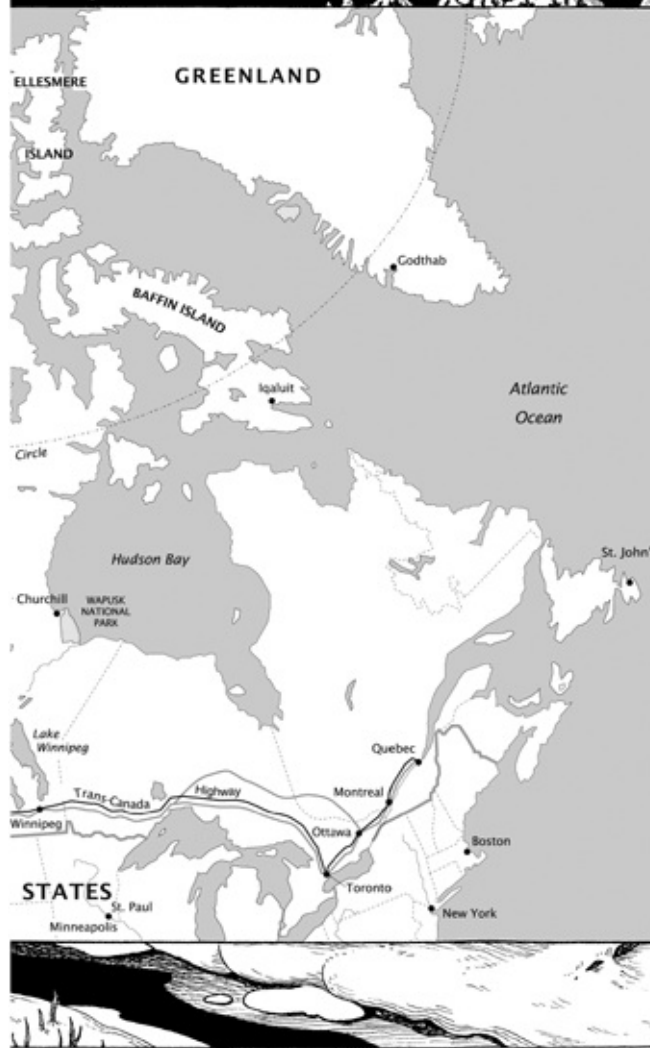 GREENLAND
ELLESMERE
ISLAND
Godthab
BAFFIN ISLAND
Iqaluit
Atlantic
Ocean
Circle
Hudson Bay
St. John'
Churchill
WAPUSK
NATIONAL
PARK
Lake
Winnipeg
Quebec
Trans-Canada
Highway
Montreal
Winnipeg
Ottawa
Boston
Toronto
STATES
St. Paul
New York
Minneapolis